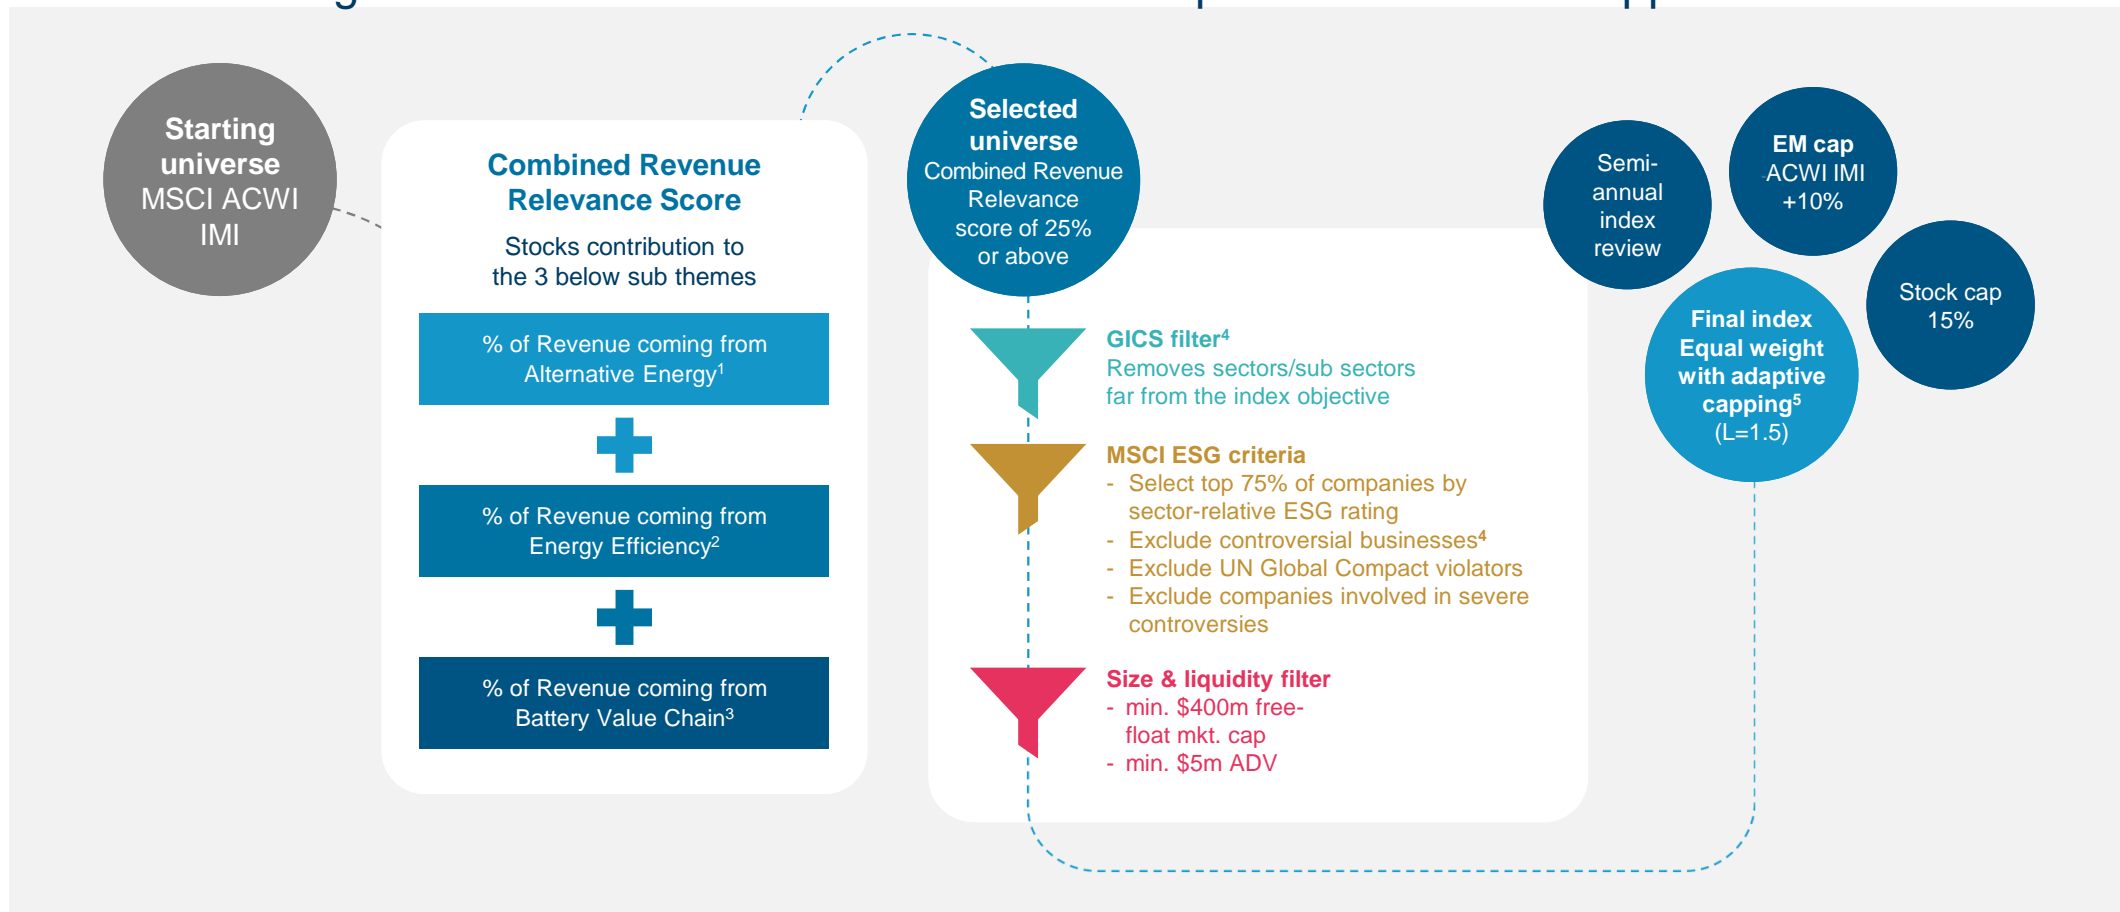 Starting
universe
MSCI ACWI
IMI
Combined Revenue
Relevance Score
Stocks contribution to
the 3 below sub themes
% of Revenue coming from
Alternative Energy¹
% of Revenue coming from
Energy Efficiency²
% of Revenue coming from
Battery Value Chain³
Selected
universe
Combined Revenue
Relevance
score of 25%
or above
GICS filter⁴
Removes sectors/sub sectors
far from the index objective
MSCI ESG criteria
- Select top 75% of companies by
sector-relative ESG rating
- Exclude controversial businesses⁴
- Exclude UN Global Compact violators
- Exclude companies involved in severe
controversies
Size & liquidity filter
- min. $400m free-
float mkt. cap
- min. $5m ADV
Semi-
annual
index
review
EM cap
ACWI IMI
+10%
Stock cap
15%
Final index
Equal weight
with adaptive
capping⁵
(L=1.5)